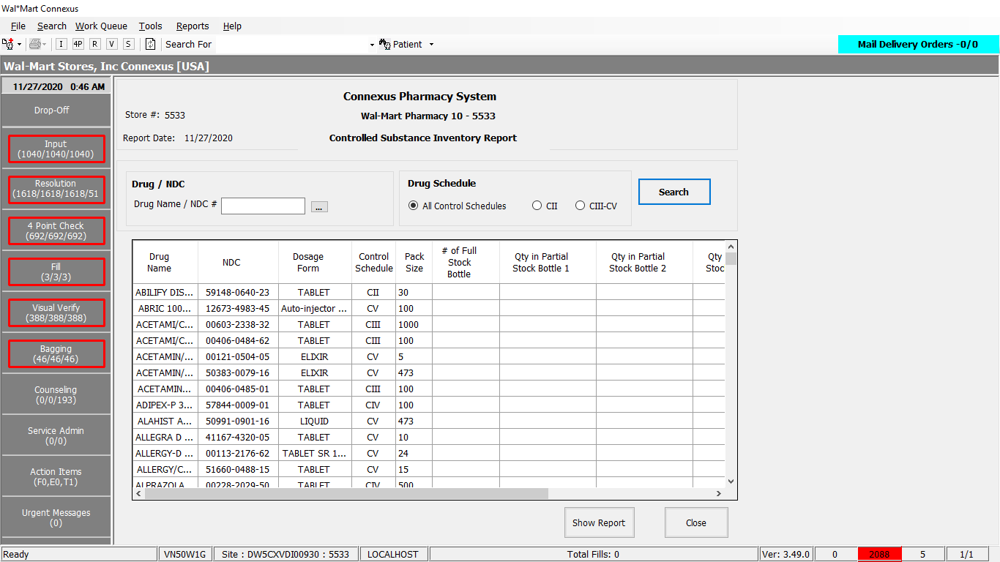 Wal*Mart Connexus
File Search Work Queue Tools Reports Help
I 4P R V S Search For Patient Mail Delivery Orders -0/0
Wal-Mart Stores, Inc Connexus [USA]
11/27/2020 0:46 AM
Drop-Off
Input
(1040/1040/1040)
Resolution
(1618/1618/1618/51
4 Point Check
(692/692/692)
Fill
(3/3/3)
Visual Verify
(388/388/388)
Bagging
(46/46/46)
Counseling
(0/0/193)
Service Admin
(0/0)
Action Items
(F0,E0,T1)
Urgent Messages
(0)
Connexus Pharmacy System
Store #: 5533
Wal-Mart Pharmacy 10 - 5533
Report Date: 11/27/2020
Controlled Substance Inventory Report
Drug / NDC
Drug Name / NDC # ...
Drug Schedule
All Control Schedules CII CIII-CV
Search
Drug Name NDC Dosage Form Control Schedule Pack Size # of Full Stock Bottle Qty in Partial Stock Bottle 1 Qty in Partial Stock Bottle 2 Qty Stoc
ABILIFY DIS... 59148-0640-23 TABLET CII 30
ABRIC 100... 12673-4983-45 Auto-injector ... CV 100
ACETAMI/C... 00603-2338-32 TABLET CIII 1000
ACETAMI/C... 00406-0484-62 TABLET CIII 100
ACETAMIN/... 00121-0504-05 ELIXIR CV 5
ACETAMIN/... 50383-0079-16 ELIXIR CV 473
ACETAMIN... 00406-0485-01 TABLET CIII 100
ADIPEX-P 3... 57844-0009-01 TABLET CIV 100
ALAHIST A... 50991-0901-16 LIQUID CV 473
ALLEGRA D ... 41167-4320-05 TABLET CV 10
ALLERGY-D ... 00113-2176-62 TABLET SR 1... CV 24
ALLERGY/C... 51660-0488-15 TABLET CV 15
ALPRAZOLA 00228-2029-50 TABLET CIV 500
Show Report Close
Ready VN50W1G Site : DW5CXVDI00930 : 5533 LOCALHOST Total Fills: 0 Ver: 3.49.0 0 2088 5 1/1